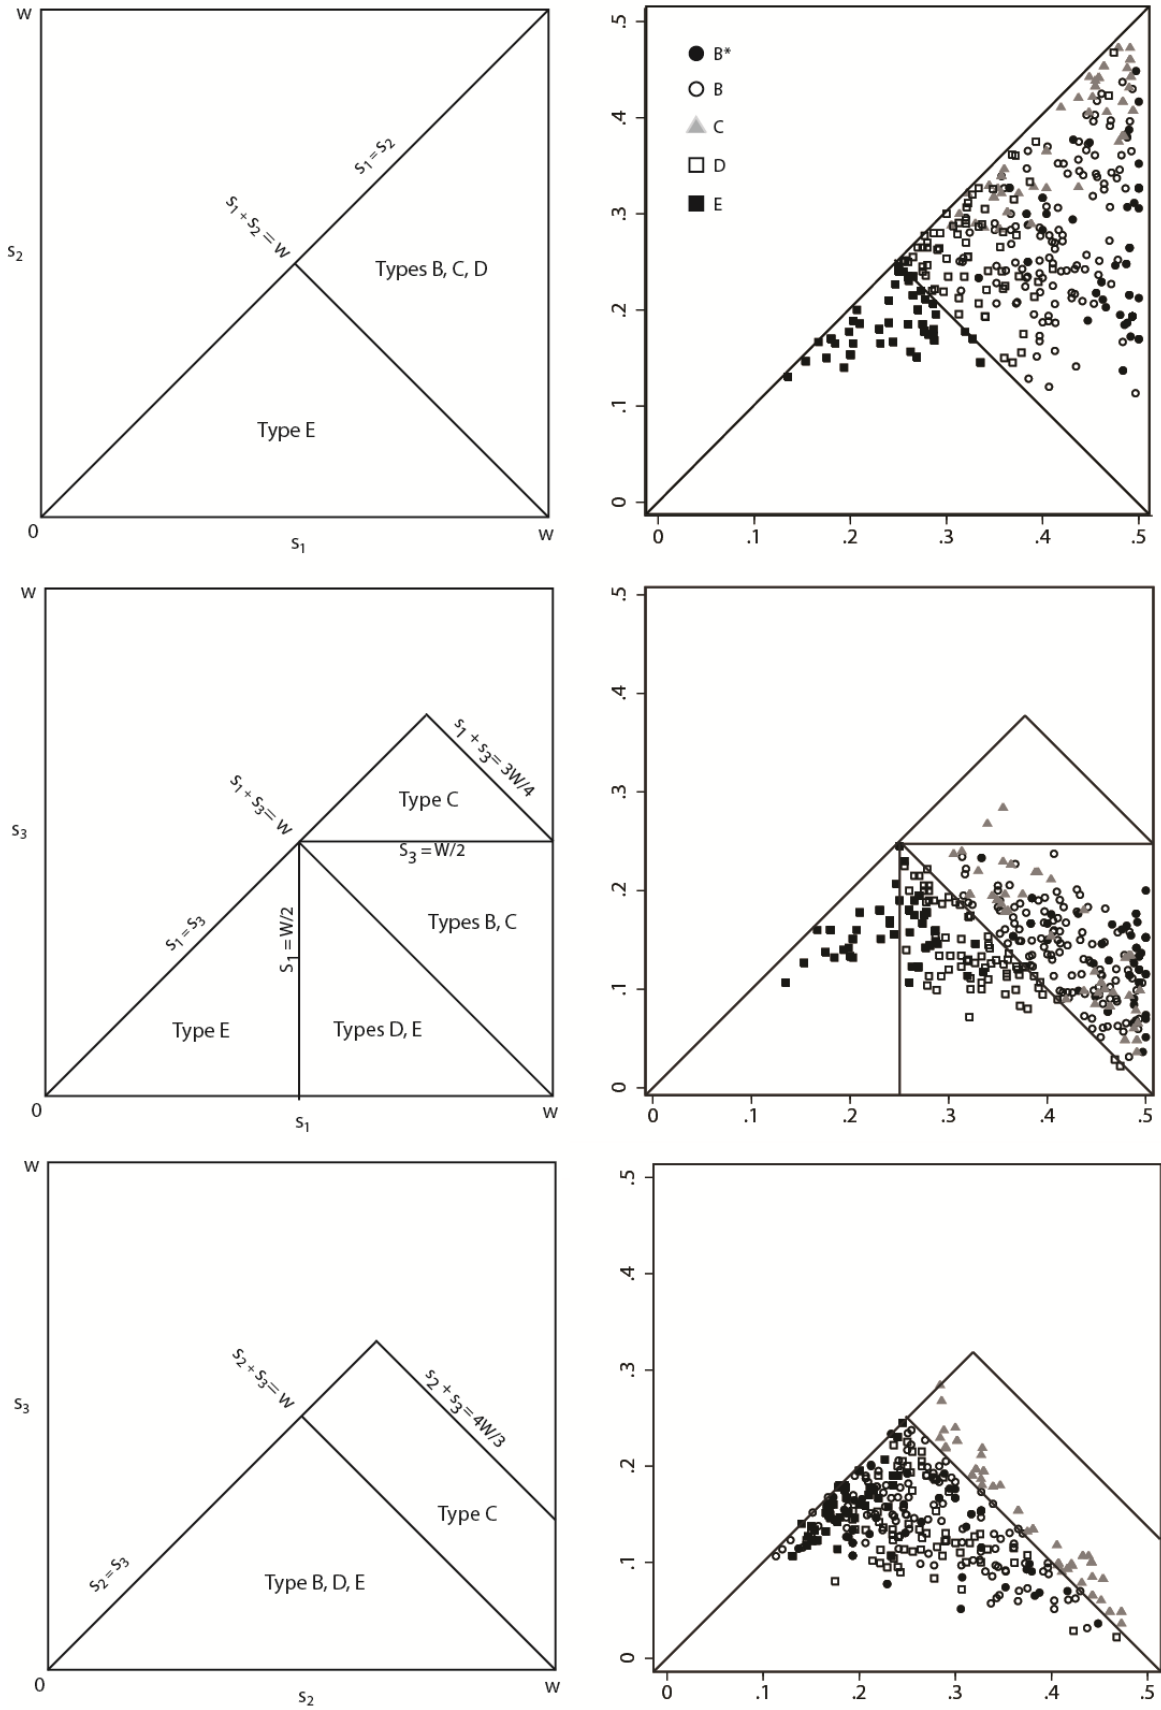 W
S₁ = S₂
S₁ + S₂ = W
S₂
Types B, C, D
Type E
0
S₁
W
.5
.4
.3
.2
.1
0
B*
B
C
D
E
0
.1
.2
.3
.4
.5
W
S₁ + S₃ = 3W/4
S₁ + S₃ = W
Type C
S₃
S₃ = W/2
S₁ = S₃
S₁ = W/2
Types B, C
Type E
Types D, E
0
S₁
W
.5
.4
.3
.2
.1
0
0
.1
.2
.3
.4
.5
W
S₂ + S₃ = W
S₂ + S₃ = 4W/3
S₃
Type C
S₂ = S₃
Type B, D, E
0
S₂
W
.5
.4
.3
.2
.1
0
0
.1
.2
.3
.4
.5